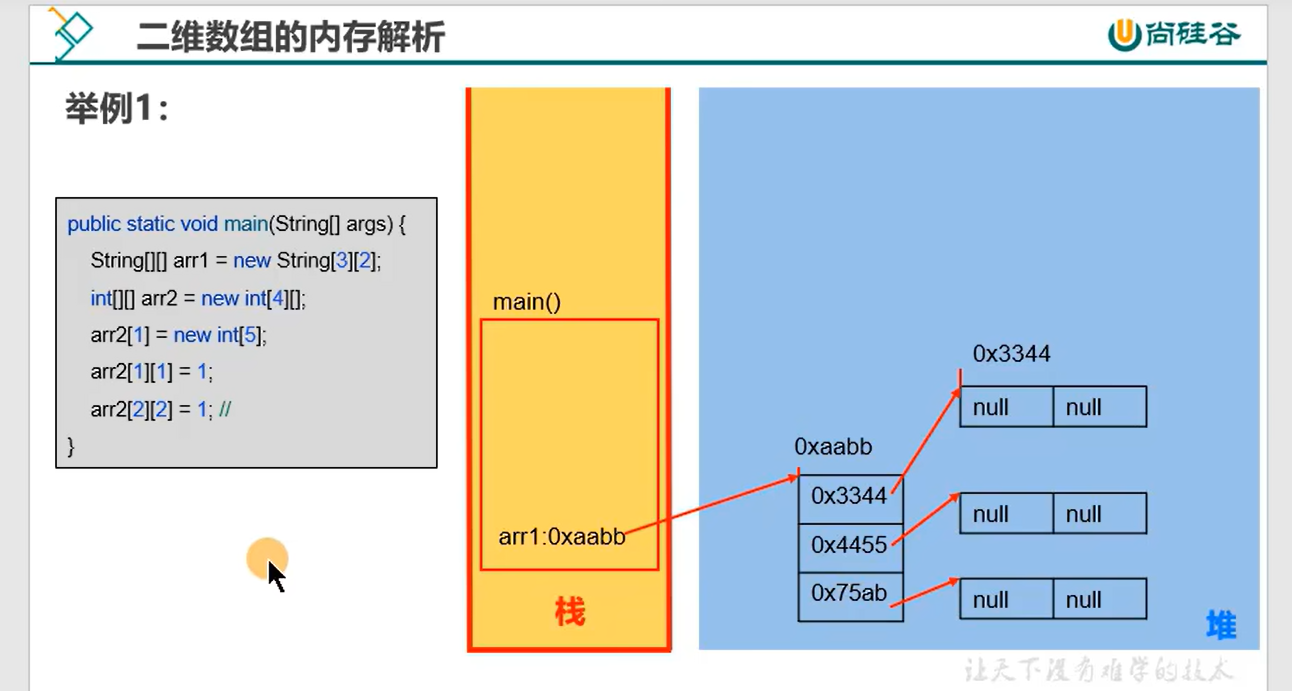 二维数组的内存解析
尚硅谷
举例1：
public static void main(String[] args) {
String[][] arr1 = new String[3][2];
int[][] arr2 = new int[4][];
arr2[1] = new int[5];
arr2[1][1] = 1;
arr2[2][2] = 1; //
}
main()
arr1:0xaabb
栈
0xaabb
0x3344
0x4455
0x75ab
0x3344
null null
null null
null null
堆
让天下没有难学的技术